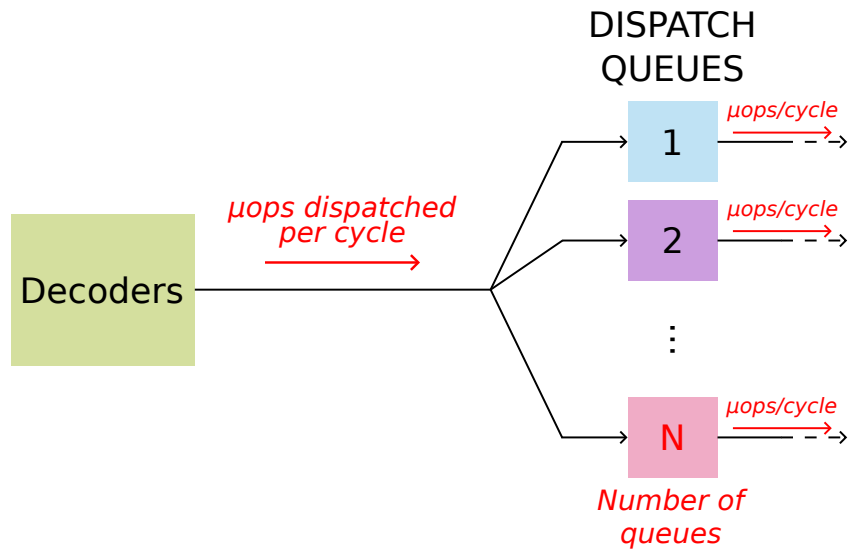 DISPATCH
QUEUES
μops/cycle
1
μops/cycle
2
μops dispatched
per cycle
Decoders
⋮
μops/cycle
N
Number of
queues